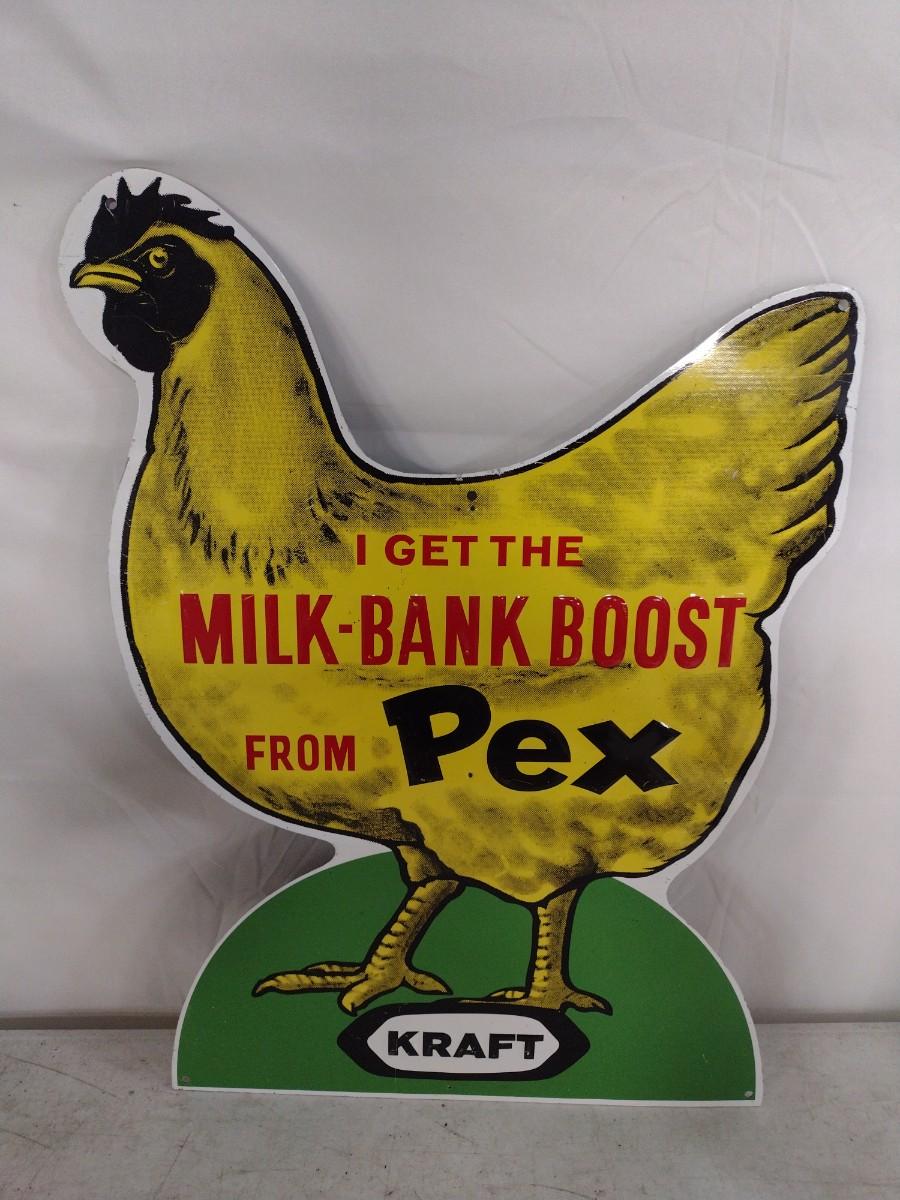 I GET THE
MILK-BANK BOOST
FROM Pex
KRAFT